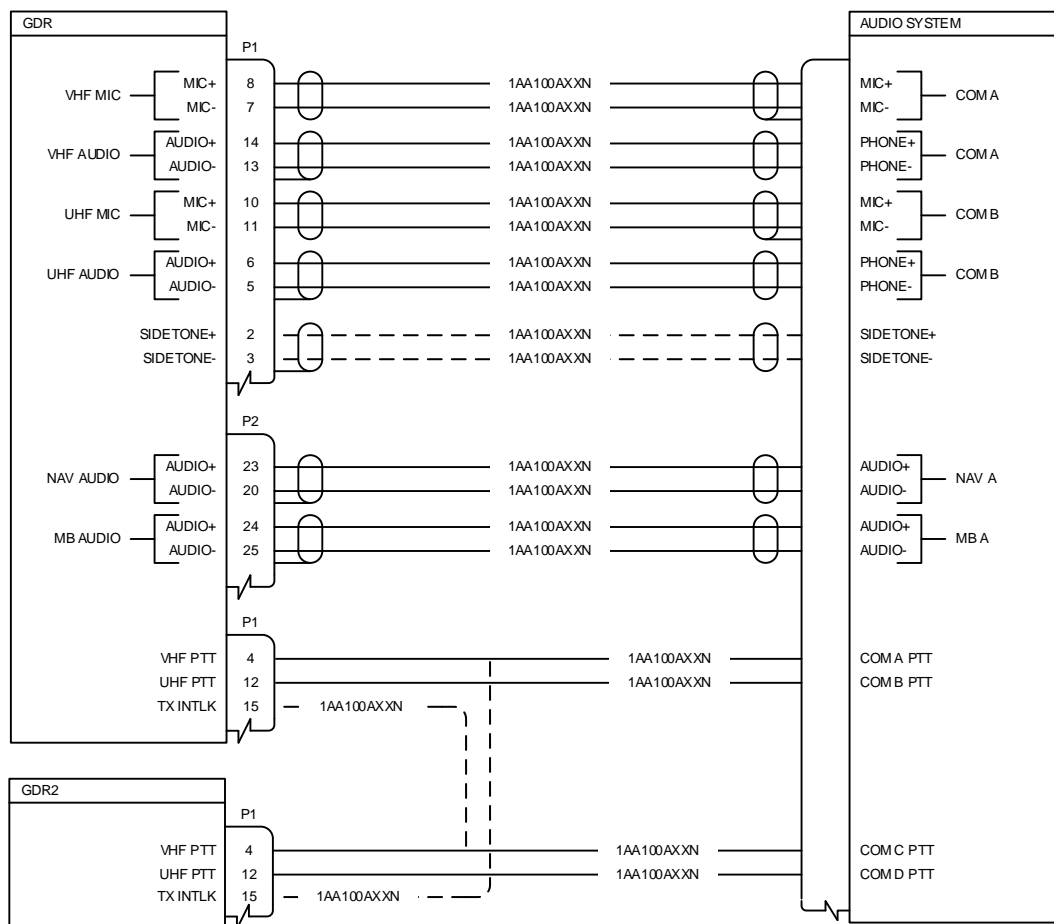 GDR AUDIO SYSTEM
P1
VHF MIC MIC+ 8 1AA100AXXN MIC+ COM A
MIC- 7 1AA100AXXN MIC-
VHF AUDIO AUDIO+ 14 1AA100AXXN PHONE+ COM A
AUDIO- 13 1AA100AXXN PHONE-
UHF MIC MIC+ 10 1AA100AXXN MIC+ COM B
MIC- 11 1AA100AXXN MIC-
UHF AUDIO AUDIO+ 6 1AA100AXXN PHONE+ COM B
AUDIO- 5 1AA100AXXN PHONE-
SIDETONE+ 2 1AA100AXXN SIDETONE+
SIDETONE- 3 1AA100AXXN SIDETONE-
P2
NAV AUDIO AUDIO+ 23 1AA100AXXN AUDIO+ NAV A
AUDIO- 20 1AA100AXXN AUDIO-
MB AUDIO AUDIO+ 24 1AA100AXXN AUDIO+ MB A
AUDIO- 25 1AA100AXXN AUDIO-
P1
VHF PTT 4 1AA100AXXN COM A PTT
UHF PTT 12 1AA100AXXN COM B PTT
TX INTLK 15 1AA100AXXN
GDR2
P1
VHF PTT 4 1AA100AXXN COM C PTT
UHF PTT 12 1AA100AXXN COM D PTT
TX INTLK 15 1AA100AXXN